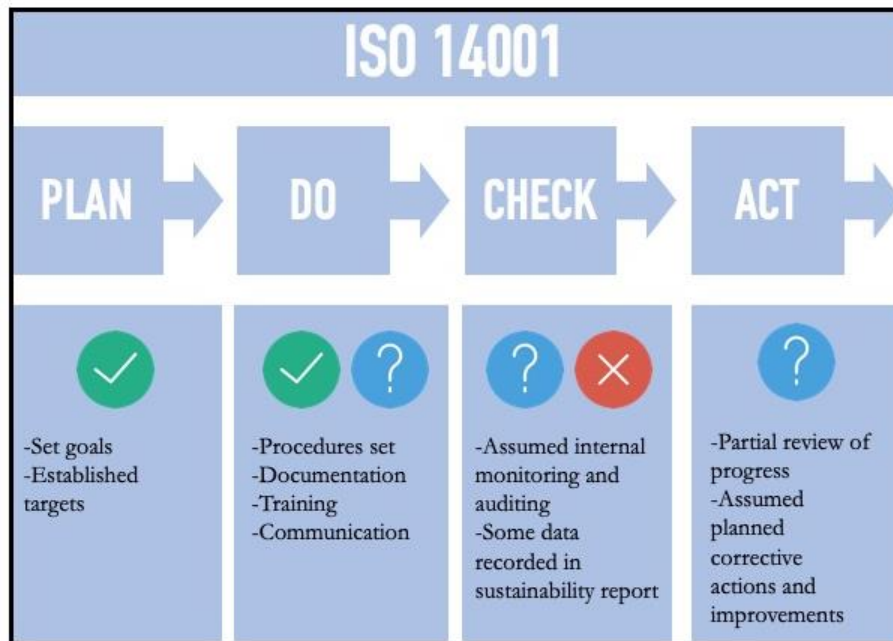 ISO 14001
PLAN
DO
CHECK
ACT
-Set goals
-Established
targets
-Procedures set
-Documentation
-Training
-Communication
-Assumed internal
monitoring and
auditing
-Some data
recorded in
sustainability report
-Partial review of
progress
-Assumed
planned
corrective
actions and
improvements